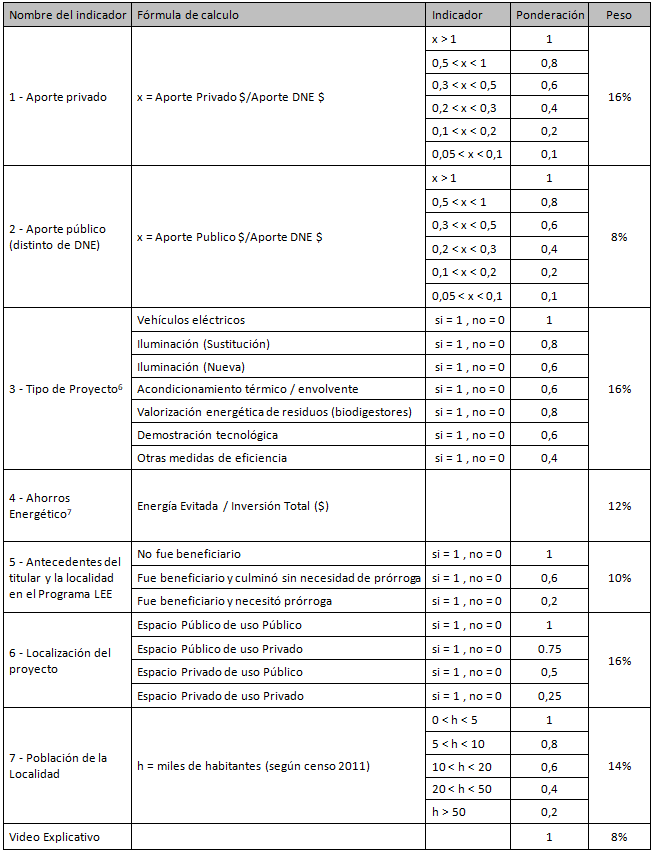 Nombre del indicador Fórmula de calculo Indicador Ponderación Peso
1 - Aporte privado x = Aporte Privado $/Aporte DNE $ x > 1 1 16%
0,5 < x < 1 0,8
0,3 < x < 0,5 0,6
0,2 < x < 0,3 0,4
0,1 < x < 0,2 0,2
0,05 < x < 0,1 0,1
2 - Aporte público
(distinto de DNE) x = Aporte Publico $/Aporte DNE $ x > 1 1 8%
0,5 < x < 1 0,8
0,3 < x < 0,5 0,6
0,2 < x < 0,3 0,4
0,1 < x < 0,2 0,2
0,05 < x < 0,1 0,1
3 - Tipo de Proyecto⁶ Vehículos eléctricos si = 1 , no = 0 1 16%
Iluminación (Sustitución) si = 1 , no = 0 0,8
Iluminación (Nueva) si = 1 , no = 0 0,6
Acondicionamiento térmico / envolvente si = 1 , no = 0 0,6
Valorización energética de residuos (biodigestores) si = 1 , no = 0 0,8
Demostración tecnológica si = 1 , no = 0 0,6
Otras medidas de eficiencia si = 1 , no = 0 0,4
4 - Ahorros
Energético⁷ Energía Evitada / Inversión Total ($) 12%
5 - Antecedentes del
titular y la localidad
en el Programa LEE No fue beneficiario si = 1 , no = 0 1 10%
Fue beneficiario y culminó sin necesidad de prórroga si = 1 , no = 0 0,6
Fue beneficiario y necesitó prórroga si = 1 , no = 0 0,2
6 - Localización del
proyecto Espacio Público de uso Público si = 1 , no = 0 1 16%
Espacio Público de uso Privado si = 1 , no = 0 0.75
Espacio Privado de uso Público si = 1 , no = 0 0,5
Espacio Privado de uso Privado si = 1 , no = 0 0,25
7 - Población de la
Localidad h = miles de habitantes (según censo 2011) 0 < h < 5 1 14%
5 < h < 10 0,8
10 < h < 20 0,6
20 < h < 50 0,4
h > 50 0,2
Video Explicativo 1 8%